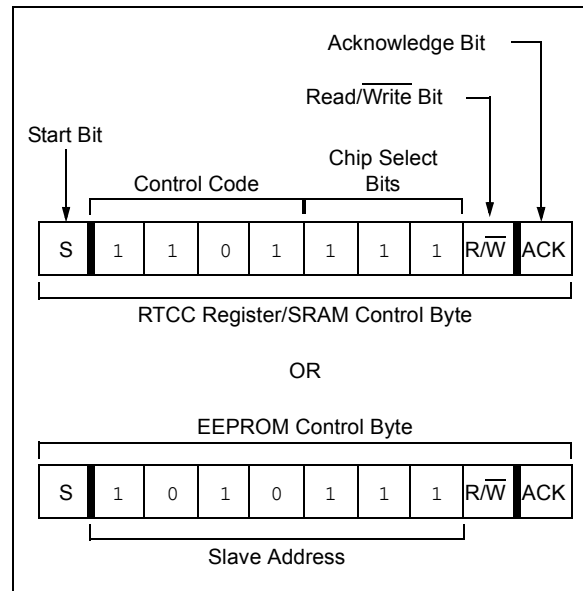 Acknowledge Bit
Read/Write Bit
Start Bit
Chip Select
Bits
Control Code
S 1 1 0 1 1 1 1 R/W ACK
RTCC Register/SRAM Control Byte
OR
EEPROM Control Byte
S 1 0 1 0 1 1 1 R/W ACK
Slave Address